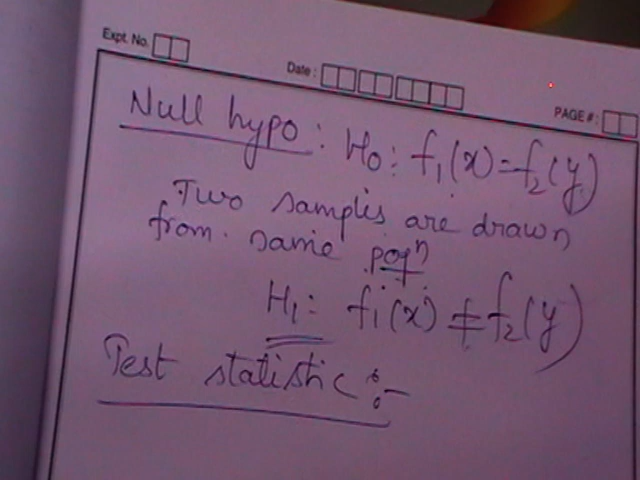 Expt. No.
Date :
PAGE # :
Null hypo : H₀ : f₁(x) = f₂(y)
Two samples are drawn
from same popⁿ
H₁ : f₁(x) ≠ f₂(y)
Test statistic :-